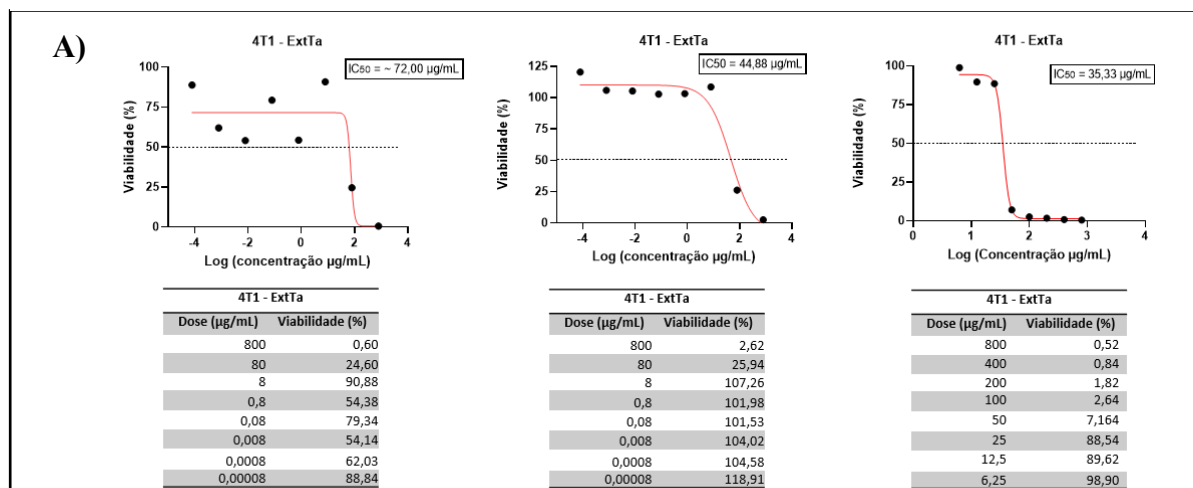 A)
4T1 - ExtTa
IC50 = ~ 72,00 µg/mL
Viabilidade (%)
100
75
50
25
0
-4 -2 0 2 4
Log (concentração µg/mL)
4T1 - ExtTa
Dose (µg/mL) Viabilidade (%)
800 0,60
80 24,60
8 90,88
0,8 54,38
0,08 79,34
0,008 54,14
0,0008 62,03
0,00008 88,84
4T1 - ExtTa
IC50 = 44,88 µg/mL
Viabilidade (%)
125
100
75
50
25
0
-4 -2 0 2 4
Log (concentração µg/mL)
4T1 - ExtTa
Dose (µg/mL) Viabilidade (%)
800 2,62
80 25,94
8 107,26
0,8 101,98
0,08 101,53
0,008 104,02
0,0008 104,58
0,00008 118,91
4T1 - ExtTa
IC50 = 35,33 µg/mL
Viabilidade (%)
100
75
50
25
0
0 1 2 3 4
Log (Concentração µg/mL)
4T1 - ExtTa
Dose (µg/mL) Viabilidade (%)
800 0,52
400 0,84
200 1,82
100 2,64
50 7,164
25 88,54
12,5 89,62
6,25 98,90